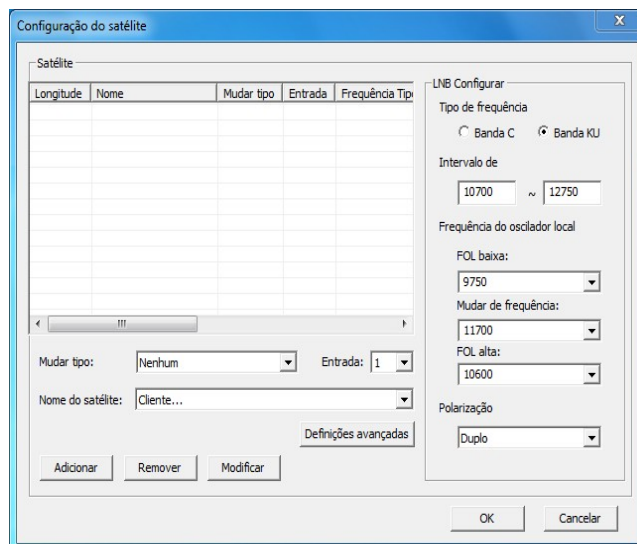 Configuração do satélite
x
Satélite
Longitude Nome Mudar tipo Entrada Frequência Tip
Mudar tipo: Nenhum Entrada: 1
Nome do satélite: Cliente...
Definições avançadas
Adicionar Remover Modificar
LNB Configurar
Tipo de frequência
Banda C Banda KU
Intervalo de
10700 ~ 12750
Frequência do oscilador local
FOL baixa:
9750
Mudar de frequência:
11700
FOL alta:
10600
Polarização
Duplo
OK Cancelar